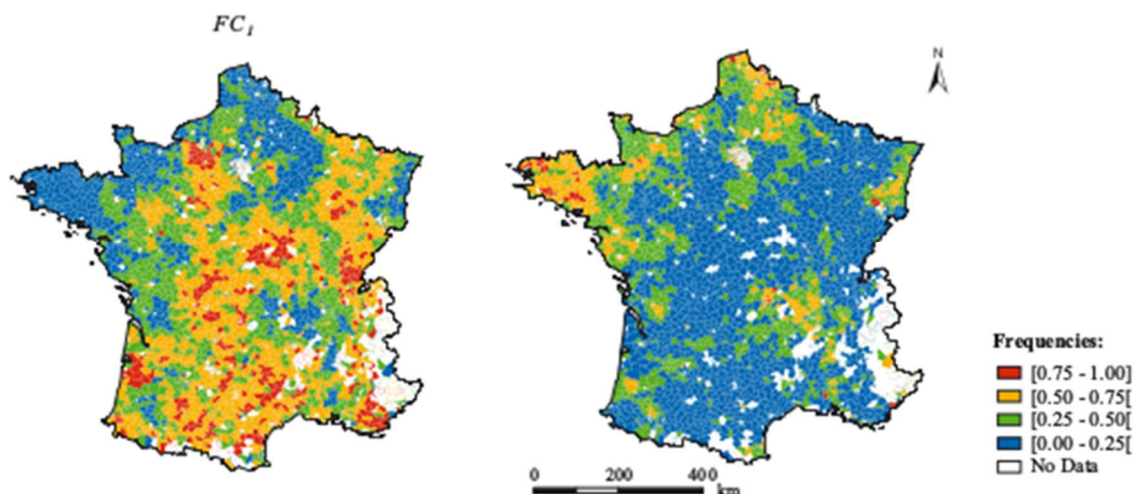 FC1
N
Frequencies:
[0.75 - 1.00]
[0.50 - 0.75[
[0.25 - 0.50[
[0.00 - 0.25[
No Data
0 200 400
km